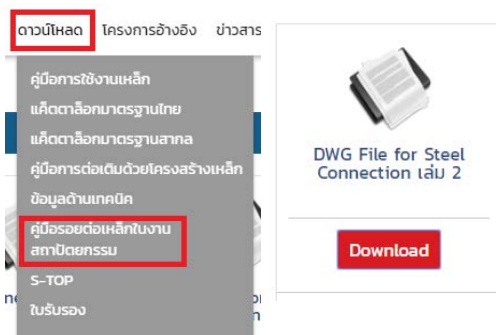 ดาวน์โหลด โครงการอ้างอิง ข่าวสาร
คู่มือการใช้งานเหล็ก
แค็ตตาล็อกมาตรฐานไทย
แค็ตตาล็อกมาตรฐานสากล
คู่มือการต่อเติมด้วยโครงสร้างเหล็ก
ข้อมูลด้านเทคนิค
คู่มือรอยต่อเหล็กในงาน
สถาปัตยกรรม
S-TOP
ใบรับรอง
DWG File for Steel
Connection เล่ม 2
Download